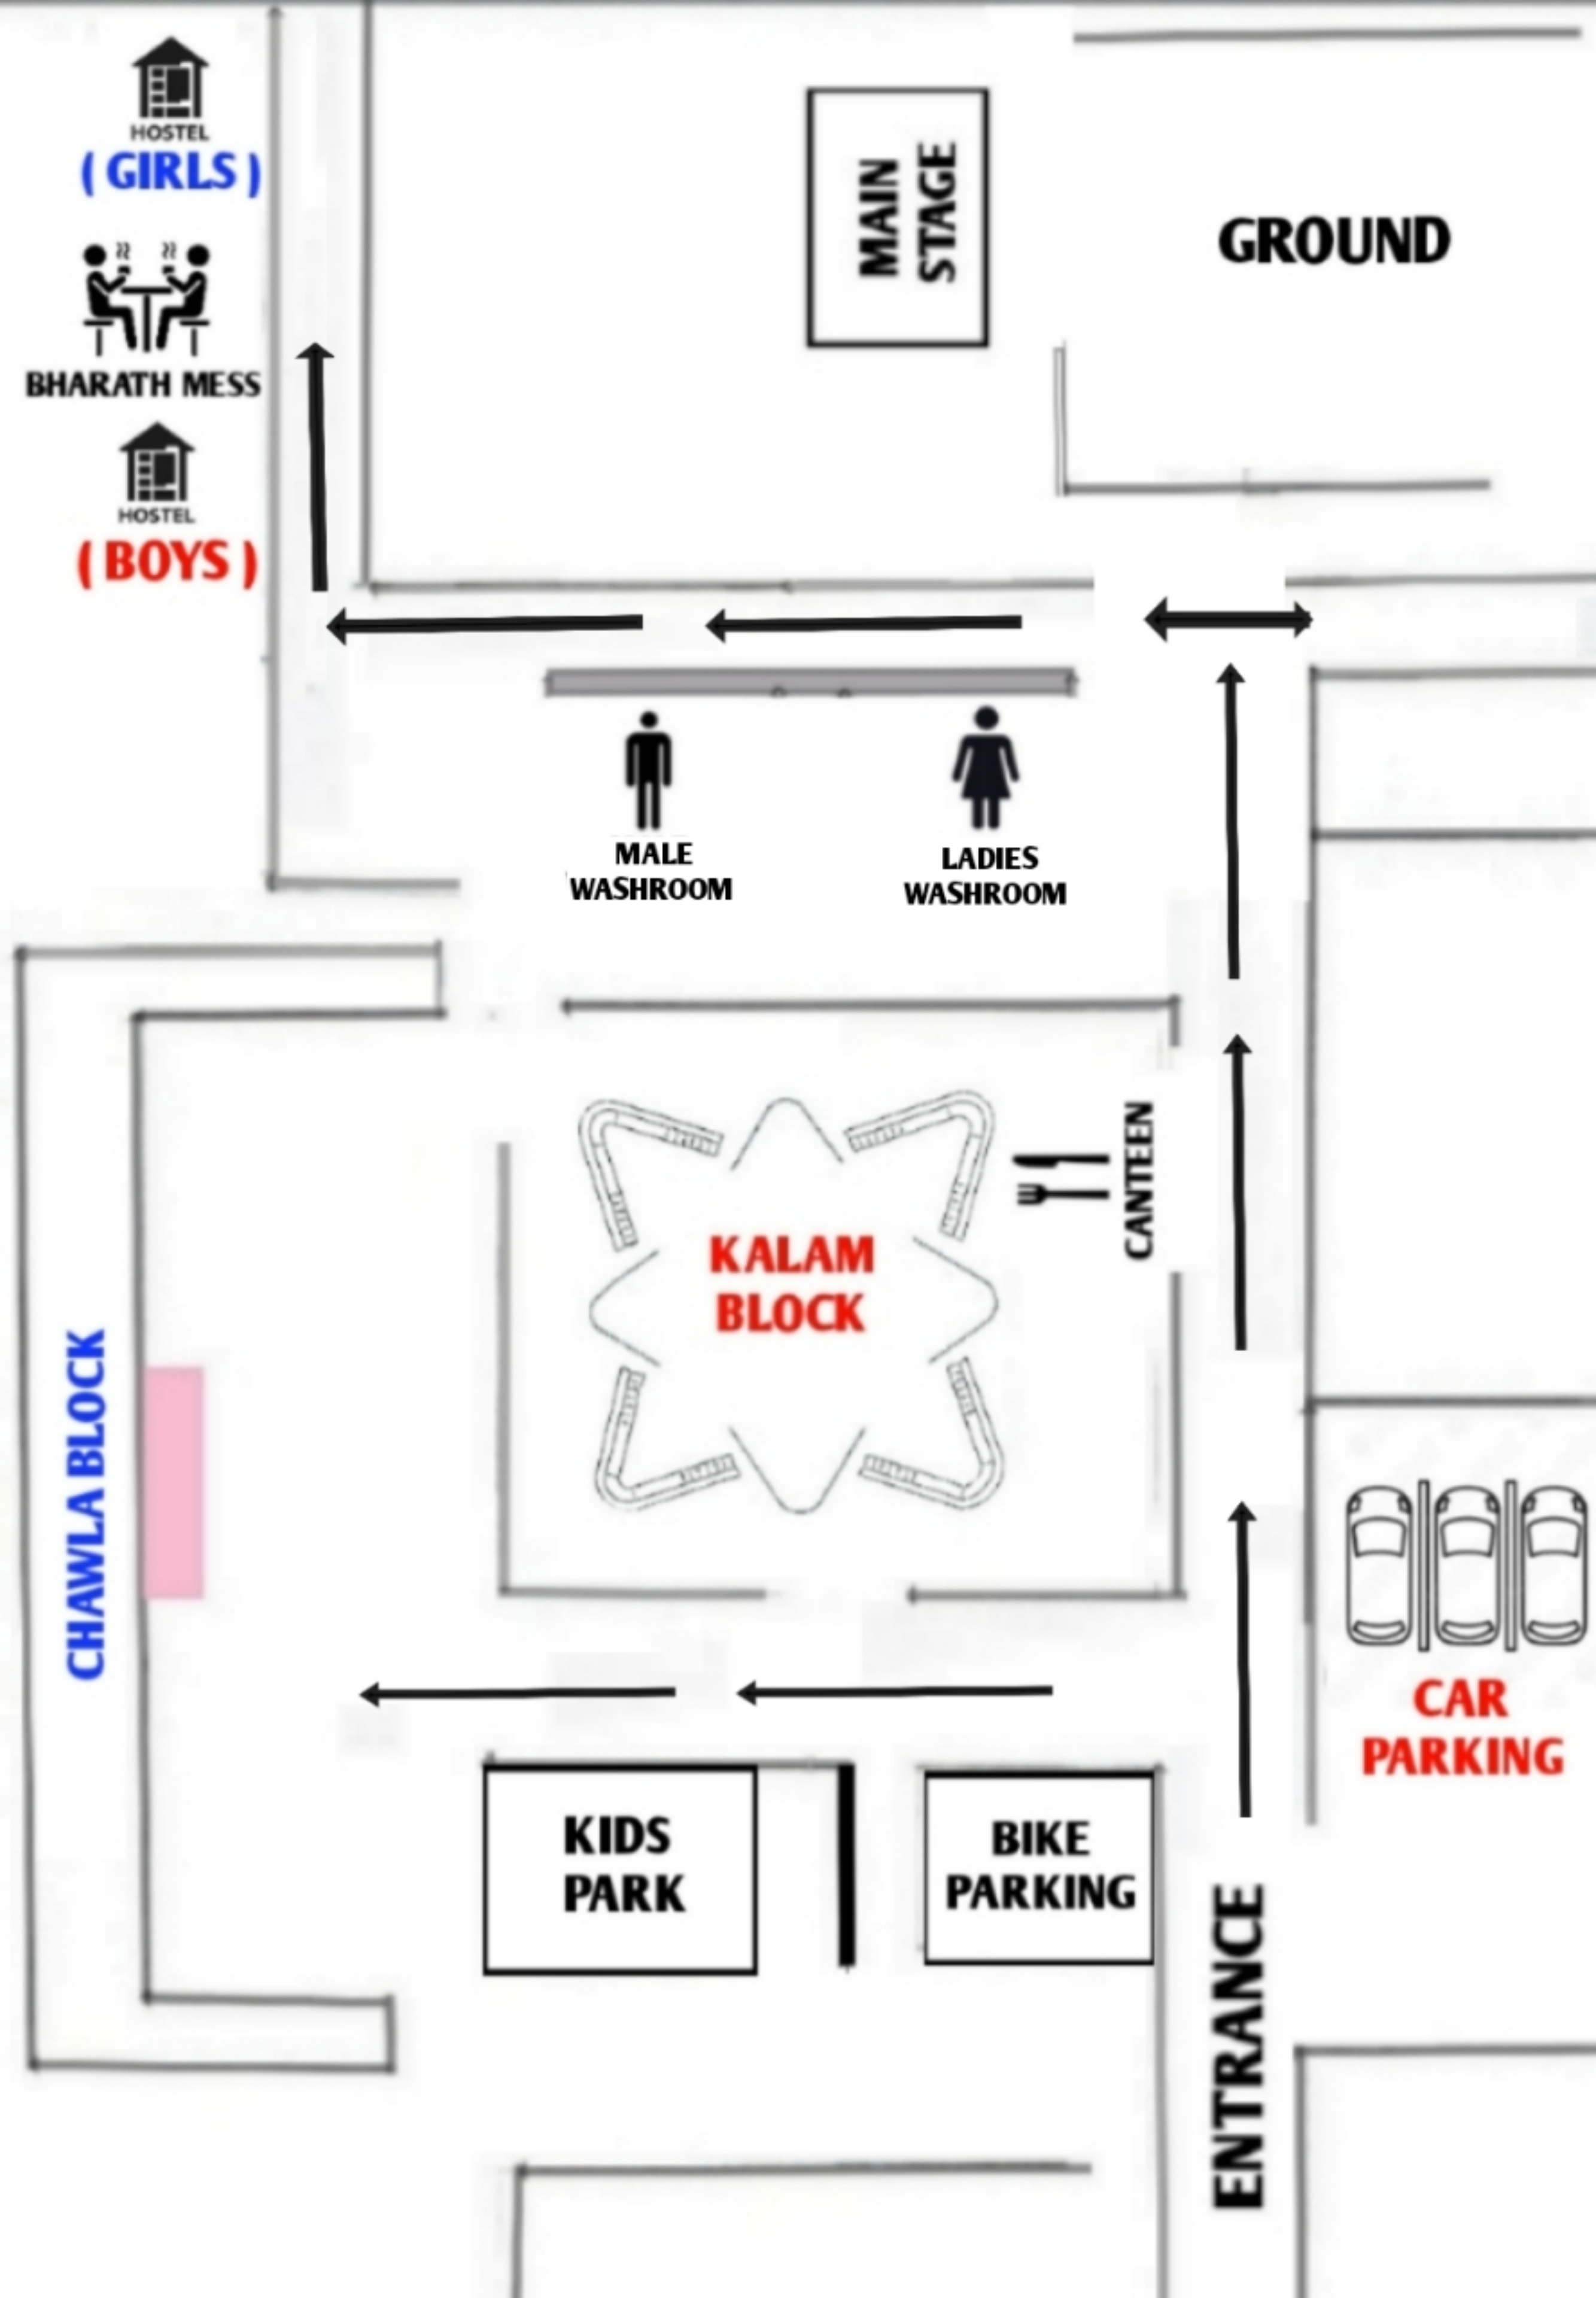 HOSTEL
( GIRLS )
BHARATH MESS
HOSTEL
( BOYS )
MAIN
STAGE
GROUND
MALE
WASHROOM
LADIES
WASHROOM
CANTEEN
KALAM
BLOCK
CHAWLA BLOCK
CAR
PARKING
KIDS
PARK
BIKE
PARKING
ENTRANCE